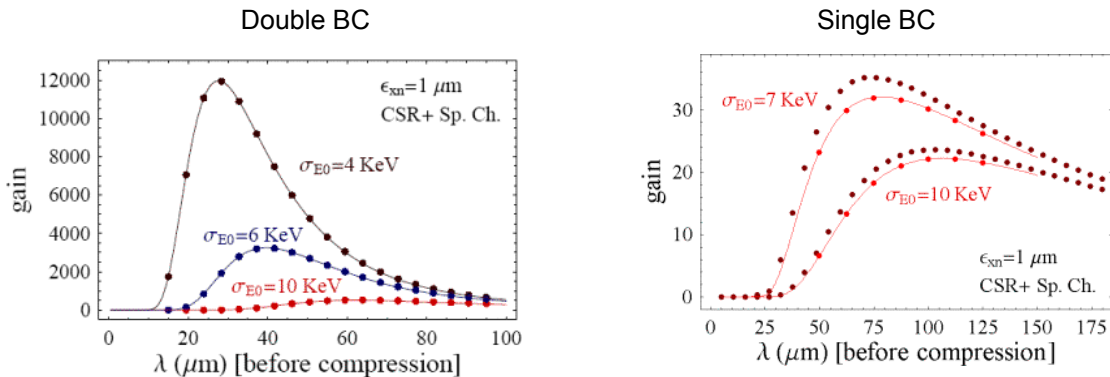 Double BC
12000
10000
8000
6000
4000
2000
0
gain
ϵxn=1 μm
CSR+ Sp. Ch.
σE0=4 KeV
σE0=6 KeV
σE0=10 KeV
0 20 40 60 80 100
λ (μm) [before compression]
Single BC
30
20
10
0
gain
σE0=7 KeV
σE0=10 KeV
ϵxn=1 μm
CSR+ Sp. Ch.
0 25 50 75 100 125 150 175
λ (μm) [before compression]